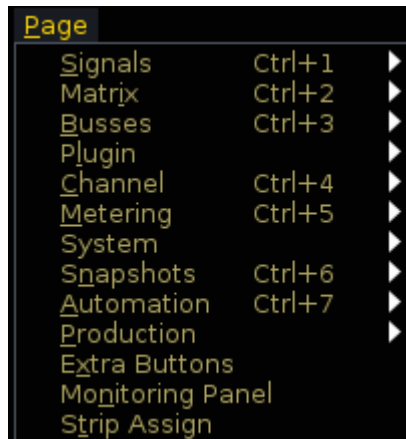 Page
Signals Ctrl+1
Matrix Ctrl+2
Busses Ctrl+3
Plugin
Channel Ctrl+4
Metering Ctrl+5
System
Snapshots Ctrl+6
Automation Ctrl+7
Production
Extra Buttons
Monitoring Panel
Strip Assign